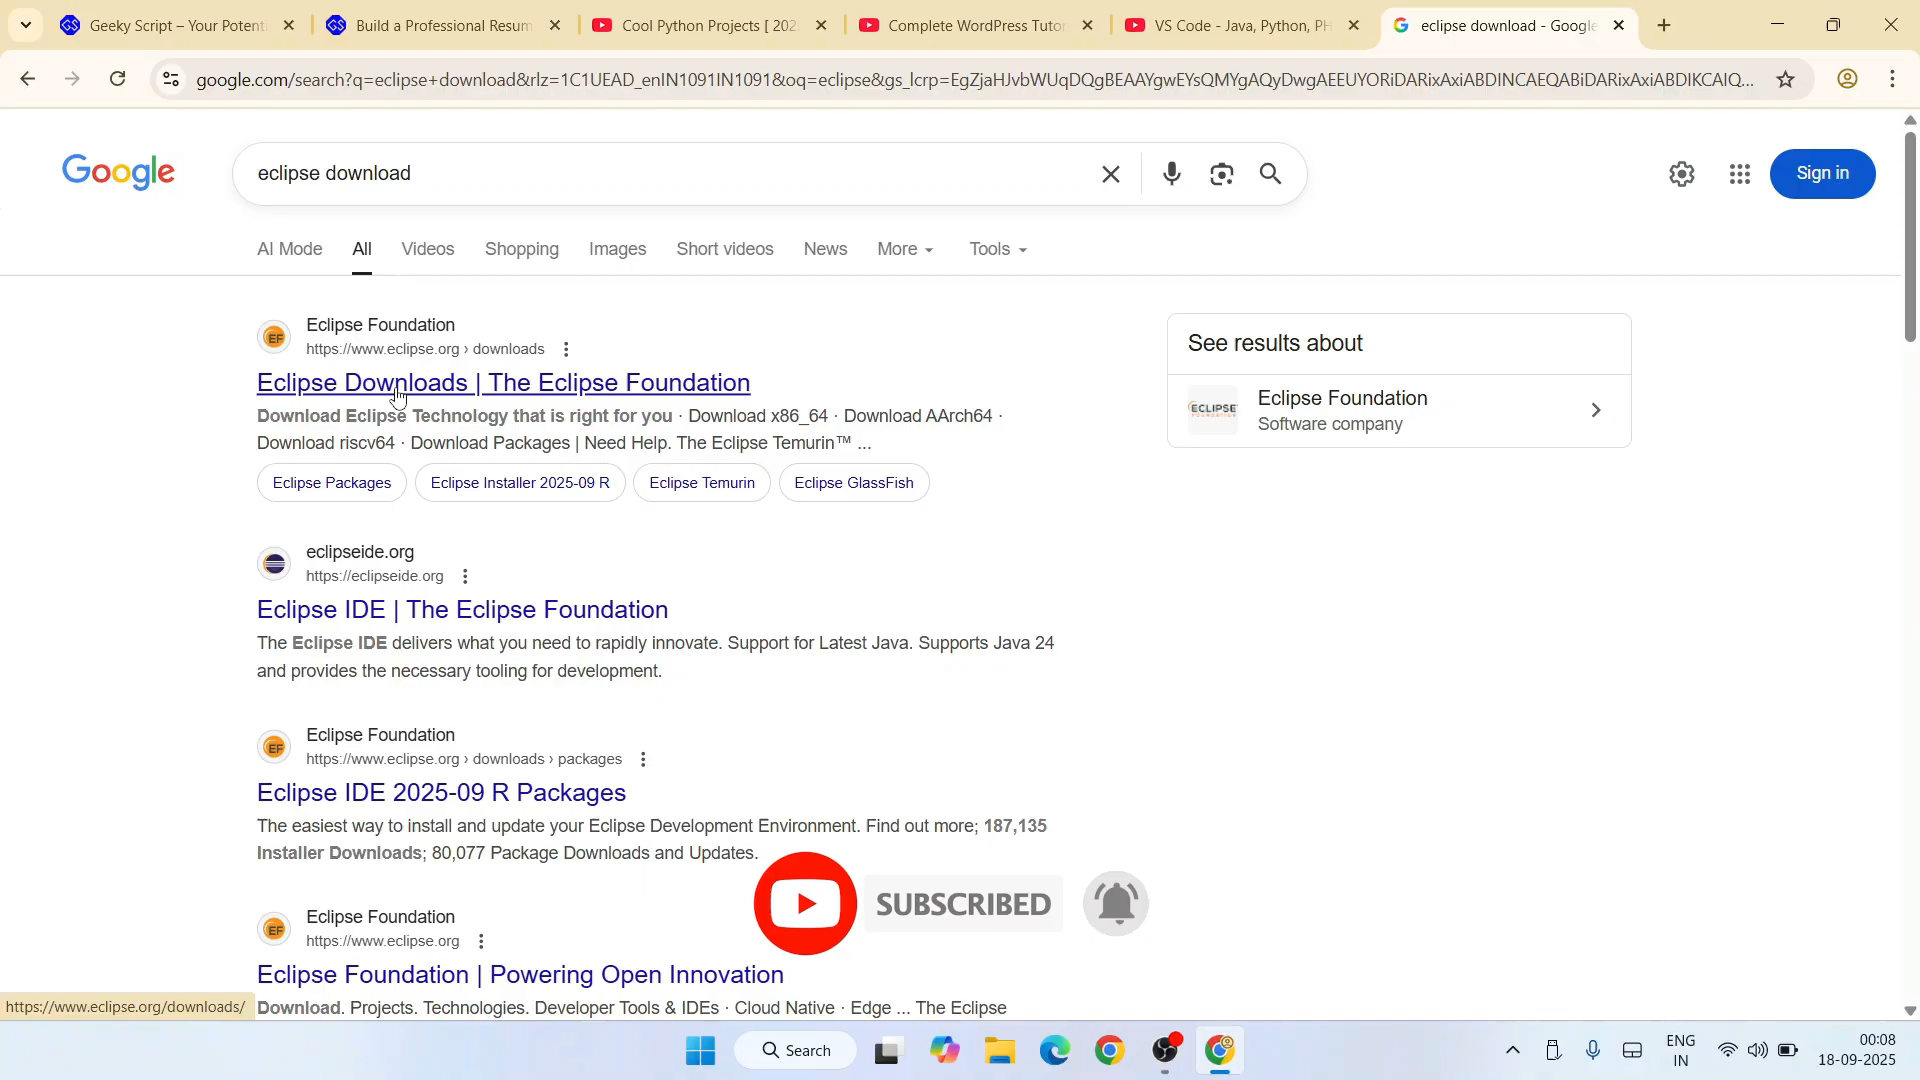 Geeky Script – Your Potenti
Build a Professional Resum
Cool Python Projects [ 202
Complete WordPress Tutor
VS Code - Java, Python, PH
eclipse download - Google
google.com/search?q=eclipse+download&rlz=1C1UEAD_enIN1091IN1091&oq=eclipse&gs_lcrp=EgZjaHJvbWUqDQgBEAAYgwEYsQMYgAQyDwgAEEUYORiDARixAxiABDINCAEQABiDARixAxiABDIKCAIQ...
Google
eclipse download
Sign in
AI Mode
All
Videos
Shopping
Images
Short videos
News
More
Tools
Eclipse Foundation
https://www.eclipse.org › downloads
Eclipse Downloads | The Eclipse Foundation
Download Eclipse Technology that is right for you · Download x86_64 · Download AArch64 ·
Download riscv64 · Download Packages | Need Help. The Eclipse Temurin™ ...
Eclipse Packages
Eclipse Installer 2025-09 R
Eclipse Temurin
Eclipse GlassFish
See results about
ECLIPSE
FOUNDATION
Eclipse Foundation
Software company
eclipseide.org
https://eclipseide.org
Eclipse IDE | The Eclipse Foundation
The Eclipse IDE delivers what you need to rapidly innovate. Support for Latest Java. Supports Java 24
and provides the necessary tooling for development.
Eclipse Foundation
https://www.eclipse.org › downloads › packages
Eclipse IDE 2025-09 R Packages
The easiest way to install and update your Eclipse Development Environment. Find out more; 187,135
Installer Downloads; 80,077 Package Downloads and Updates.
SUBSCRIBED
Eclipse Foundation
https://www.eclipse.org
Eclipse Foundation | Powering Open Innovation
Download. Projects. Technologies. Developer Tools & IDEs · Cloud Native · Edge ... The Eclipse
https://www.eclipse.org/downloads/
Search
ENG
IN
00:08
18-09-2025